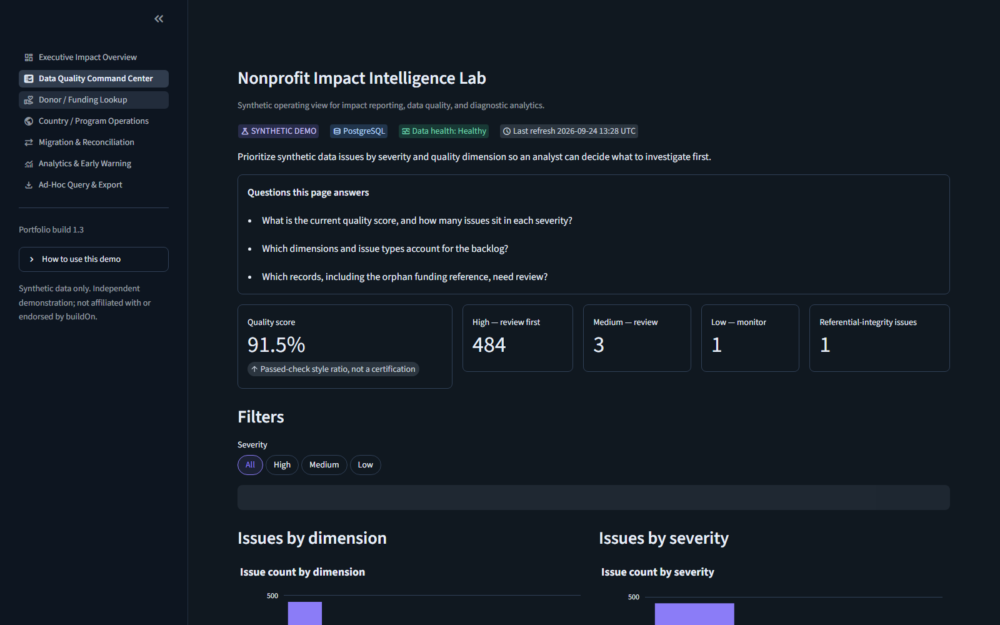 Executive Impact Overview
Data Quality Command Center
Donor / Funding Lookup
Country / Program Operations
Migration & Reconciliation
Analytics & Early Warning
Ad-Hoc Query & Export
Portfolio build 1.3
How to use this demo
Synthetic data only. Independent
demonstration; not affiliated with or
endorsed by buildOn.
Nonprofit Impact Intelligence Lab
Synthetic operating view for impact reporting, data quality, and diagnostic analytics.
SYNTHETIC DEMO PostgreSQL Data health: Healthy Last refresh 2026-09-24 13:28 UTC
Prioritize synthetic data issues by severity and quality dimension so an analyst can decide what to investigate first.
Questions this page answers
• What is the current quality score, and how many issues sit in each severity?
• Which dimensions and issue types account for the backlog?
• Which records, including the orphan funding reference, need review?
Quality score
91.5%
↑ Passed-check style ratio, not a certification
High — review first
484
Medium — review
3
Low — monitor
1
Referential-integrity issues
1
Filters
Severity
All High Medium Low
Issues by dimension
Issue count by dimension
500
Issues by severity
Issue count by severity
500